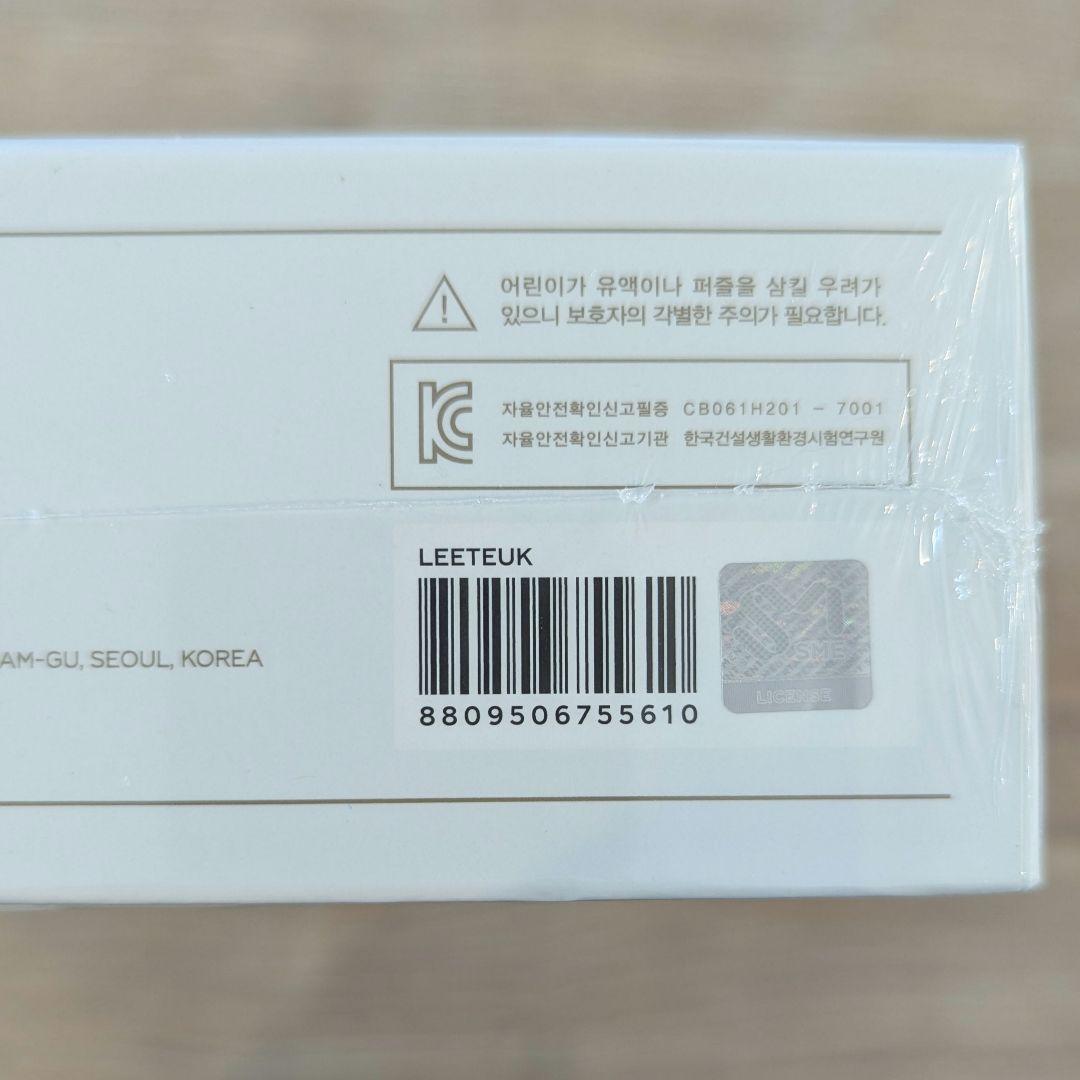 어린이가 유액이나 퍼즐을 삼킬 우려가
있으니 보호자의 각별한 주의가 필요합니다.
자율안전확인신고필증 CB061H201 - 7001
자율안전확인신고기관 한국건설생활환경시험연구원
LEETEUK
8809506755610
SME
LICENSE
AM-GU, SEOUL, KOREA